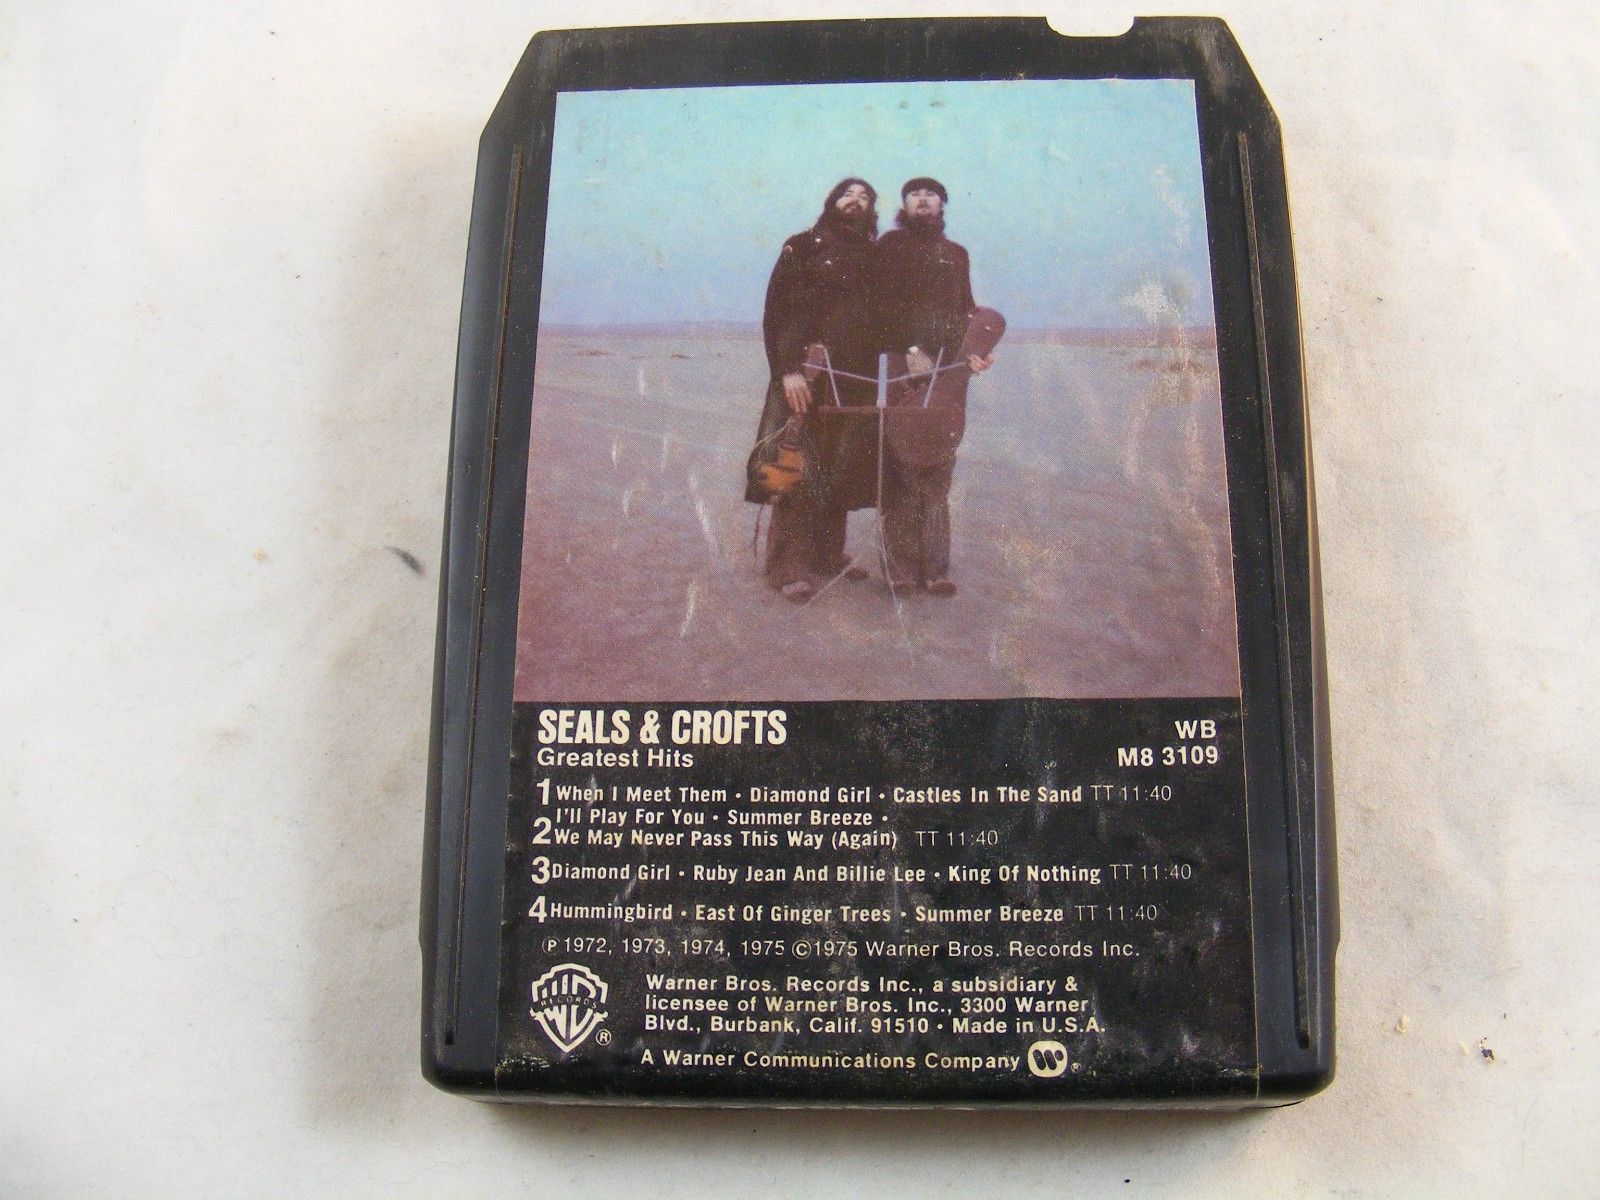 SEALS & CROFTS
Greatest Hits
WB
M8 3109
1 When I Meet Them • Diamond Girl • Castles In The Sand TT 11:40
I'll Play For You • Summer Breeze •
2 We May Never Pass This Way (Again) TT 11:40
3 Diamond Girl • Ruby Jean And Billie Lee • King Of Nothing TT 11:40
4 Hummingbird • East Of Ginger Trees • Summer Breeze TT 11:40
℗ 1972, 1973, 1974, 1975 ©1975 Warner Bros. Records Inc.
WB RECORDS ®
Warner Bros. Records Inc., a subsidiary &
licensee of Warner Bros. Inc., 3300 Warner
Blvd., Burbank, Calif. 91510 • Made in U.S.A.
A Warner Communications Company ®